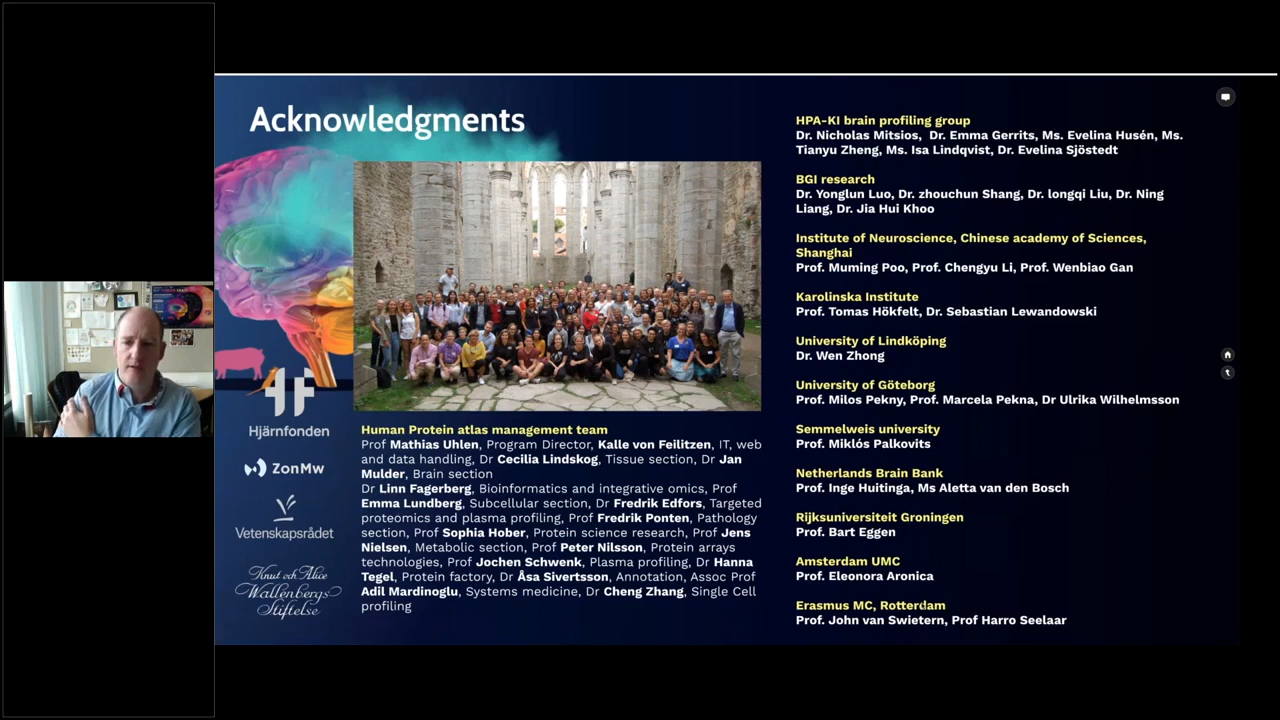 Acknowledgments
Hjärnfonden
ZonMw
Vetenskapsrådet
Knut och Alice
Wallenbergs
Stiftelse
Human Protein atlas management team
Prof Mathias Uhlen, Program Director, Kalle von Feilitzen, IT, web
and data handling, Dr Cecilia Lindskog, Tissue section, Dr Jan
Mulder, Brain section
Dr Linn Fagerberg, Bioinformatics and integrative omics, Prof
Emma Lundberg, Subcellular section, Dr Fredrik Edfors, Targeted
proteomics and plasma profiling, Prof Fredrik Ponten, Pathology
section, Prof Sophia Hober, Protein science research, Prof Jens
Nielsen, Metabolic section, Prof Peter Nilsson, Protein arrays
technologies, Prof Jochen Schwenk, Plasma profiling, Dr Hanna
Tegel, Protein factory, Dr Åsa Sivertsson, Annotation, Assoc Prof
Adil Mardinoglu, Systems medicine, Dr Cheng Zhang, Single Cell
profiling
HPA-KI brain profiling group
Dr. Nicholas Mitsios, Dr. Emma Gerrits, Ms. Evelina Husén, Ms.
Tianyu Zheng, Ms. Isa Lindqvist, Dr. Evelina Sjöstedt
BGI research
Dr. Yonglun Luo, Dr. zhouchun Shang, Dr. longqi Liu, Dr. Ning
Liang, Dr. Jia Hui Khoo
Institute of Neuroscience, Chinese academy of Sciences,
Shanghai
Prof. Muming Poo, Prof. Chengyu Li, Prof. Wenbiao Gan
Karolinska Institute
Prof. Tomas Hökfelt, Dr. Sebastian Lewandowski
University of Lindköping
Dr. Wen Zhong
University of Göteborg
Prof. Milos Pekny, Prof. Marcela Pekna, Dr Ulrika Wilhelmsson
Semmelweis university
Prof. Miklós Palkovits
Netherlands Brain Bank
Prof. Inge Huitinga, Ms Aletta van den Bosch
Rijksuniversiteit Groningen
Prof. Bart Eggen
Amsterdam UMC
Prof. Eleonora Aronica
Erasmus MC, Rotterdam
Prof. John van Swietern, Prof Harro Seelaar